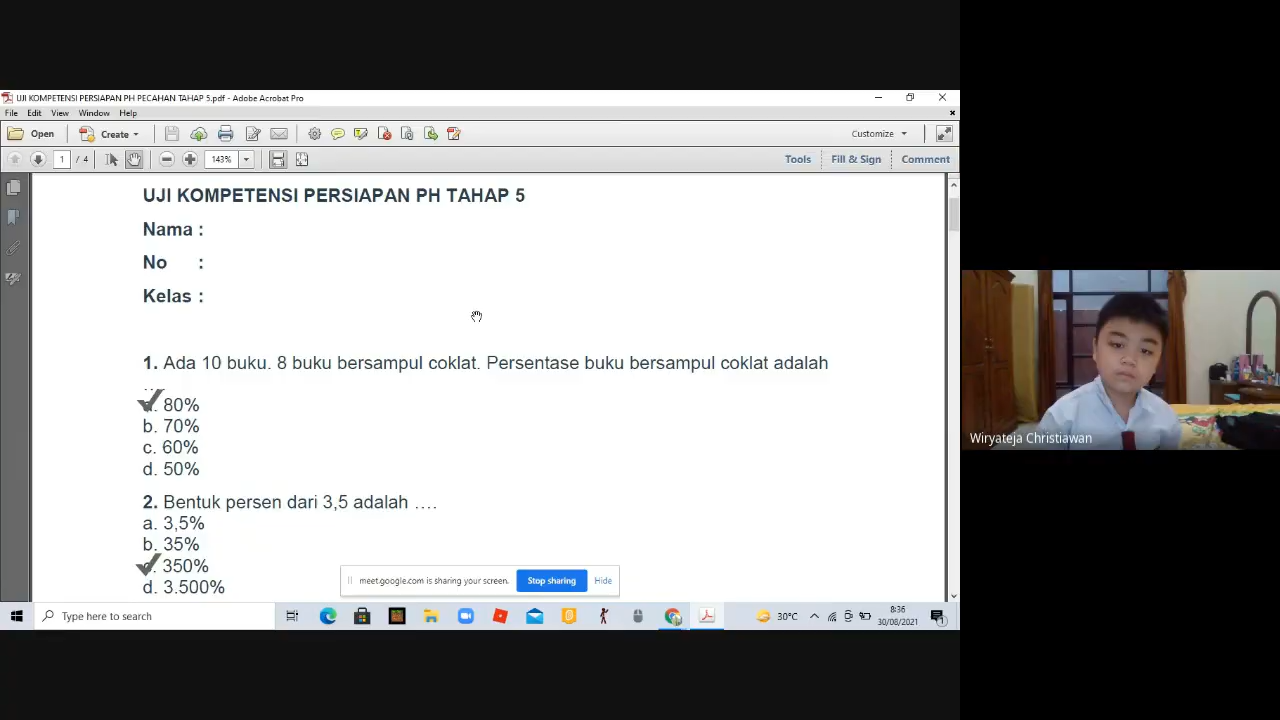 UJI KOMPETENSI PERSIAPAN PH PECAHAN TAHAP 5.pdf - Adobe Acrobat Pro
File Edit View Window Help
Open Create Customize
1 / 4 143% Tools Fill & Sign Comment
UJI KOMPETENSI PERSIAPAN PH TAHAP 5
Nama :
No :
Kelas :
1. Ada 10 buku. 8 buku bersampul coklat. Persentase buku bersampul coklat adalah
....
80%
b. 70%
c. 60%
d. 50%
2. Bentuk persen dari 3,5 adalah ....
a. 3,5%
b. 35%
350%
d. 3.500%
meet.google.com is sharing your screen. Stop sharing Hide
Type here to search
30°C
8:36
30/08/2021
1
Wiryateja Christiawan